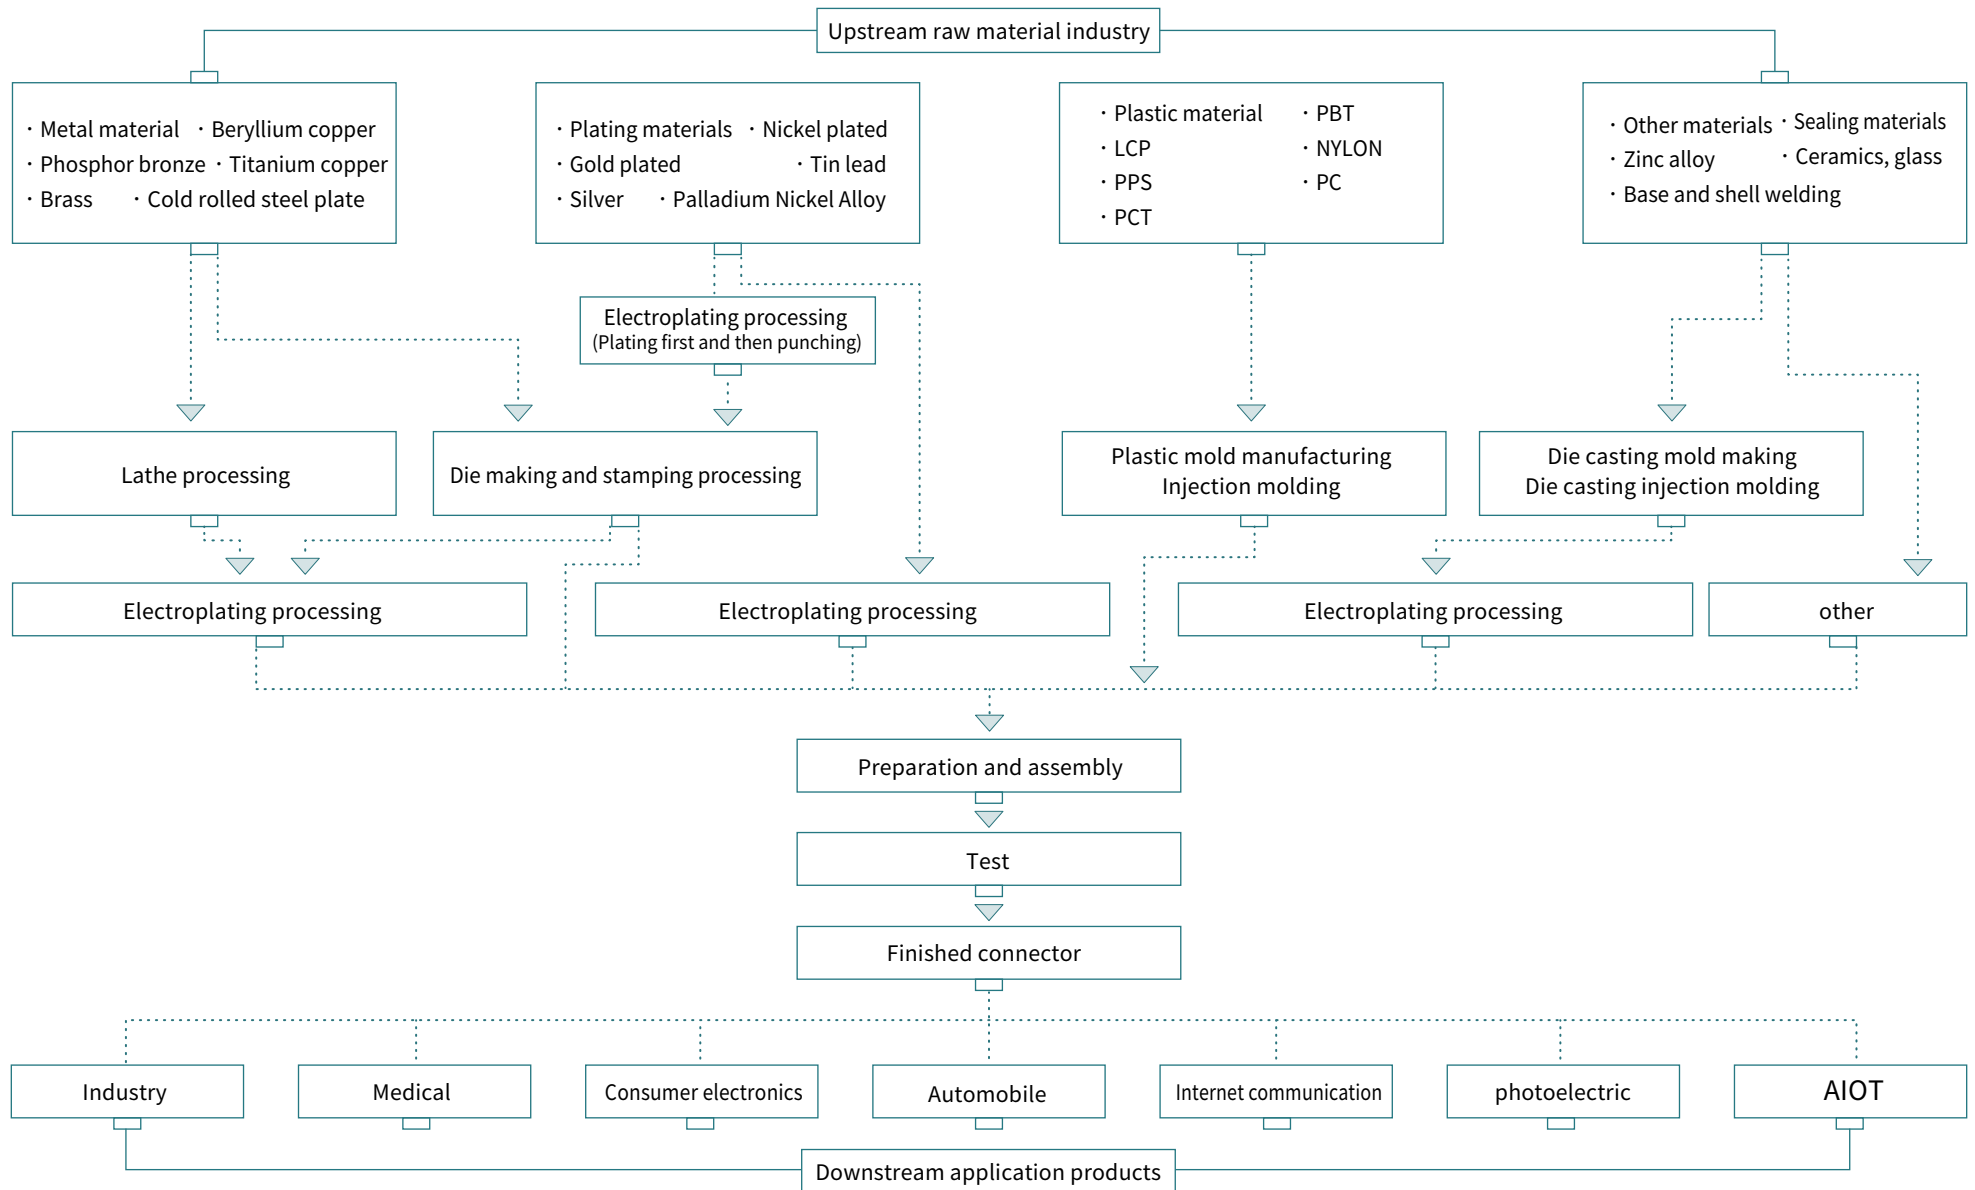 Upstream raw material industry
· Metal material · Beryllium copper
· Phosphor bronze · Titanium copper
· Brass · Cold rolled steel plate
· Plating materials · Nickel plated
· Gold plated · Tin lead
· Silver · Palladium Nickel Alloy
· Plastic material · PBT
· LCP · NYLON
· PPS · PC
· PCT
· Other materials · Sealing materials
· Zinc alloy · Ceramics, glass
· Base and shell welding
Electroplating processing
(Plating first and then punching)
Lathe processing
Die making and stamping processing
Plastic mold manufacturing
Injection molding
Die casting mold making
Die casting injection molding
Electroplating processing
Electroplating processing
Electroplating processing
other
Preparation and assembly
Test
Finished connector
Industry
Medical
Consumer electronics
Automobile
Internet communication
photoelectric
AIOT
Downstream application products